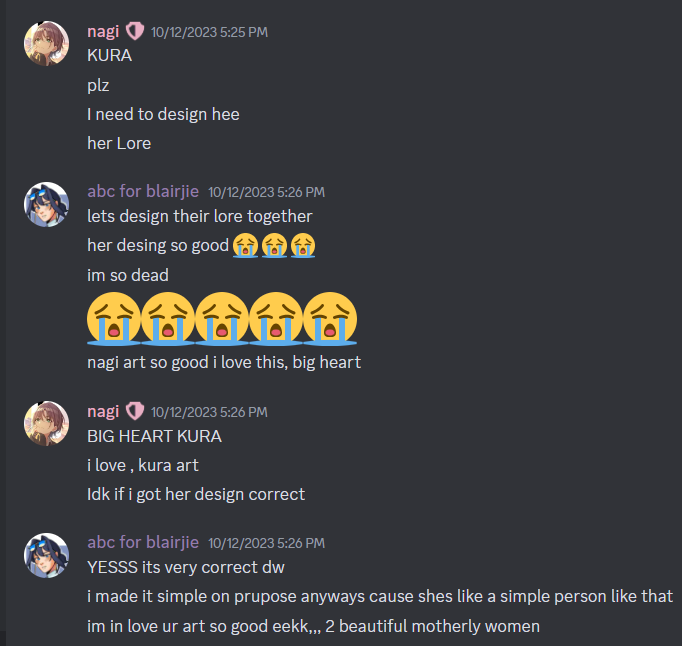 nagi 10/12/2023 5:25 PM
KURA
plz
I need to design hee
her Lore
abc for blairjie 10/12/2023 5:26 PM
lets design their lore together
her desing so good 😭😭😭
im so dead
😭😭😭😭😭
nagi art so good i love this, big heart
nagi 10/12/2023 5:26 PM
BIG HEART KURA
i love , kura art
Idk if i got her design correct
abc for blairjie 10/12/2023 5:26 PM
YESSS its very correct dw
i made it simple on prupose anyways cause shes like a simple person like that
im in love ur art so good eekk,,, 2 beautiful motherly women